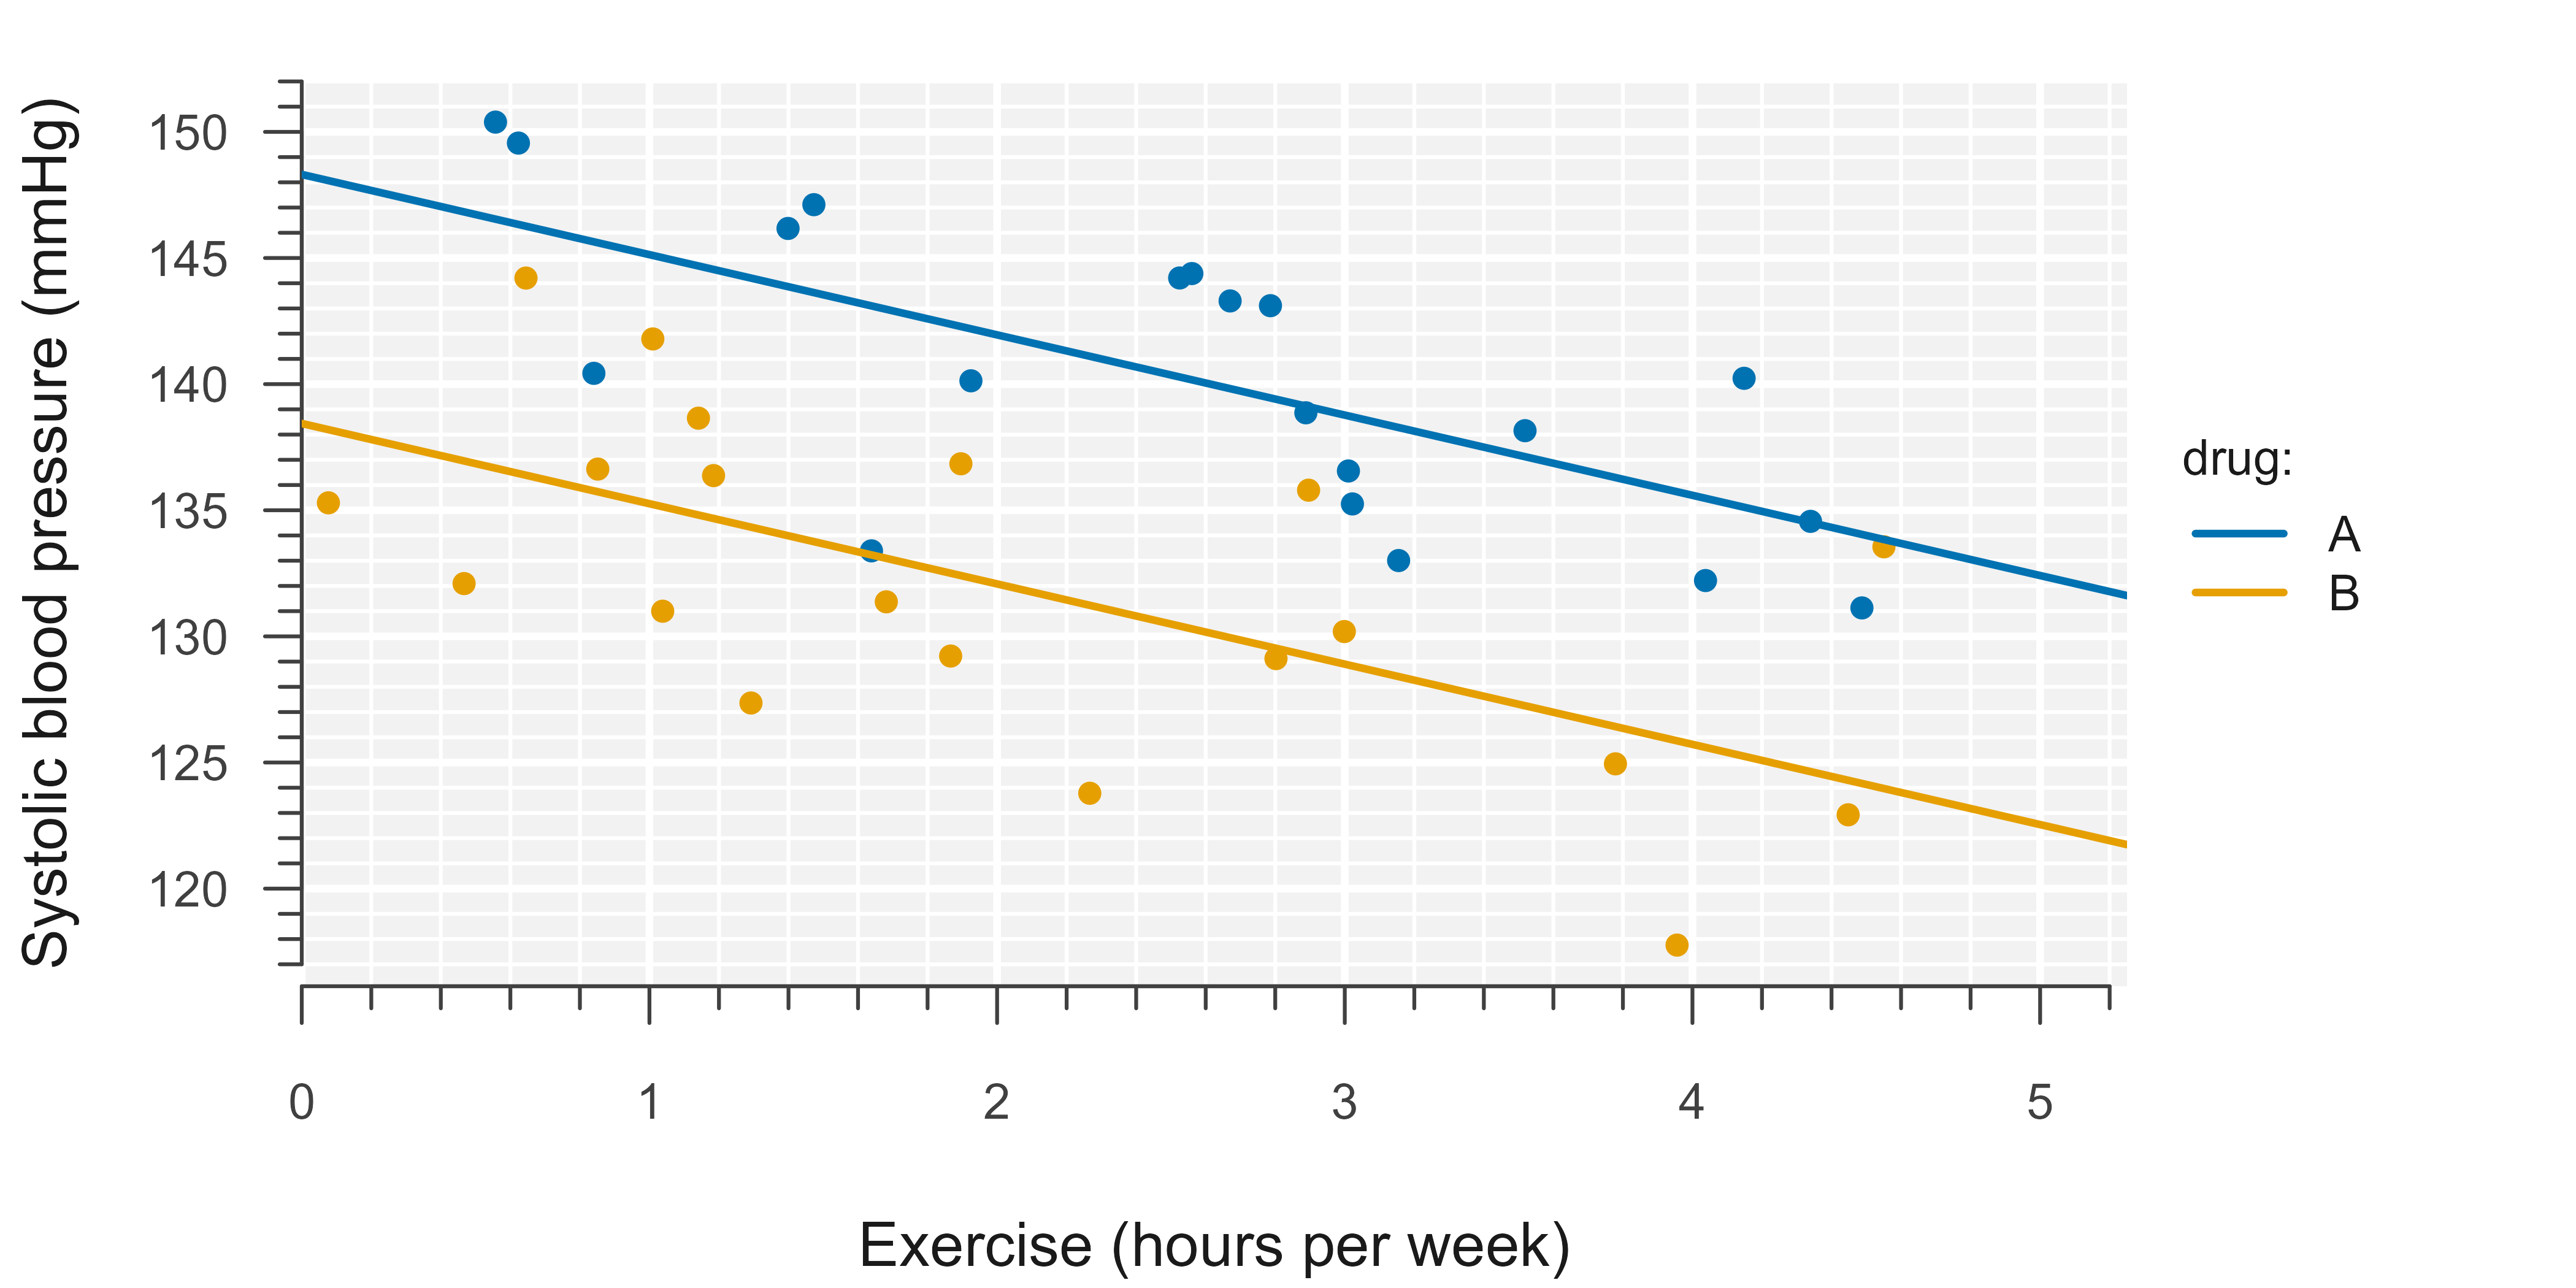 Systolic blood pressure (mmHg)
150
145
140
135
130
125
120
0 1 2 3 4 5
Exercise (hours per week)
drug:
A
B